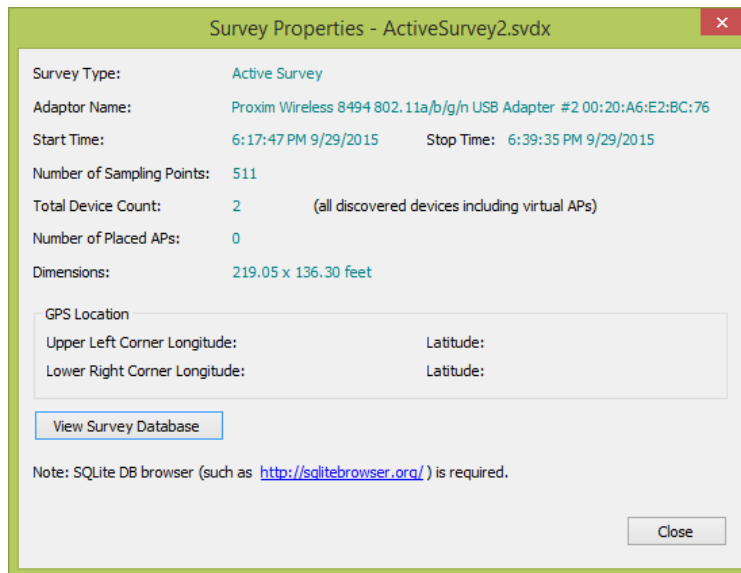 Survey Properties - ActiveSurvey2.svdx
Survey Type: Active Survey
Adaptor Name: Proxim Wireless 8494 802.11a/b/g/n USB Adapter #2 00:20:A6:E2:BC:76
Start Time: 6:17:47 PM 9/29/2015 Stop Time: 6:39:35 PM 9/29/2015
Number of Sampling Points: 511
Total Device Count: 2 (all discovered devices including virtual APs)
Number of Placed APs: 0
Dimensions: 219.05 x 136.30 feet
GPS Location
Upper Left Corner Longitude: Latitude:
Lower Right Corner Longitude: Latitude:
View Survey Database
Note: SQLite DB browser (such as http://sqlitebrowser.org/ ) is required.
Close